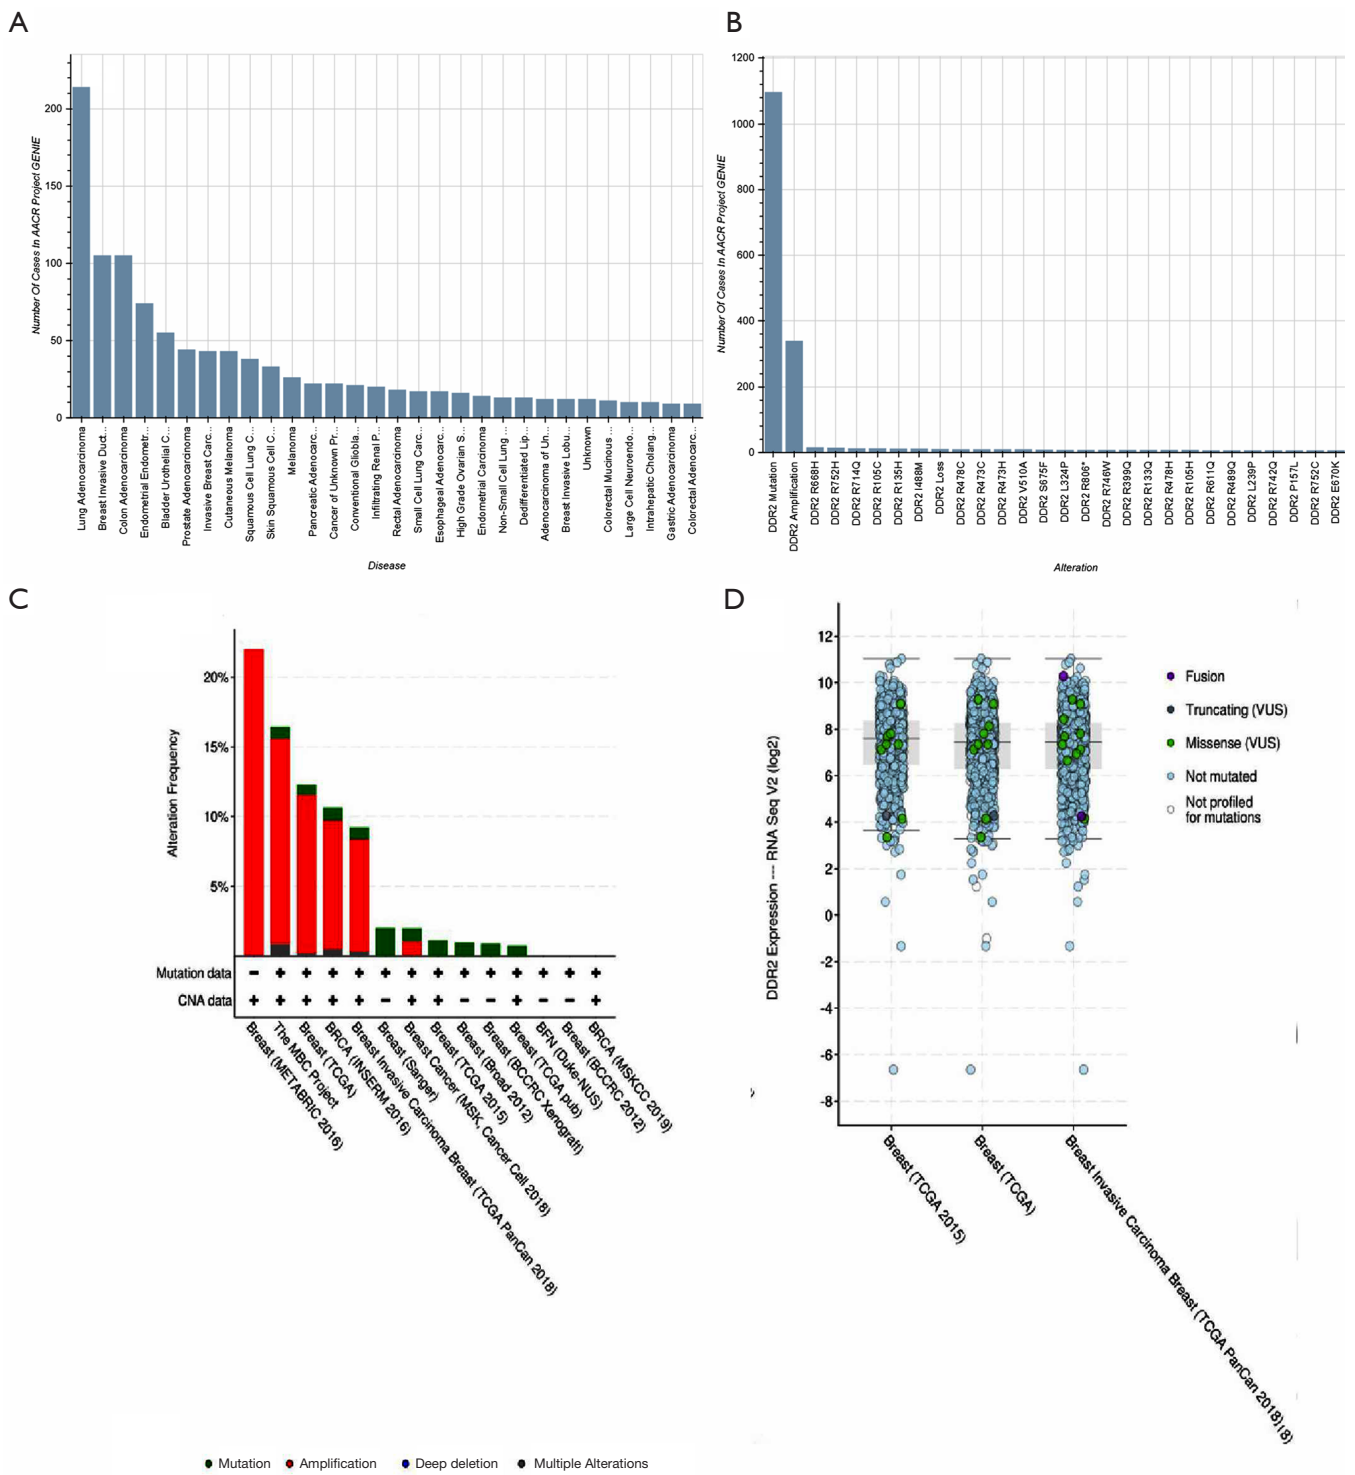 A
Number Of Cases In AACR Project GENIE
200
150
100
50
0
Lung Adenocarcinoma
Breast Invasive Duct...
Colon Adenocarcinoma
Endometrial Endometr...
Bladder Urothelial C...
Prostate Adenocarcinoma
Invasive Breast Carc...
Cutaneous Melanoma
Squamous Cell Lung C...
Skin Squamous Cell C...
Melanoma
Pancreatic Adenocarc...
Cancer of Unknown Pr...
Conventional Gliobla...
Infiltrating Renal P...
Rectal Adenocarcinoma
Small Cell Lung Carc...
Esophageal Adenocarc...
High Grade Ovarian S...
Endometrial Carcinoma
Non-Small Cell Lung ...
Dedifferentiated Lip...
Adenocarcinoma of Un...
Breast Invasive Lobu...
Unknown
Colorectal Mucinous ...
Large Cell Neuroendo...
Intrahepatic Cholang...
Gastric Adenocarcinoma
Colorectal Adenocarc...
Disease
B
Number Of Cases In AACR Project GENIE
1200
1000
800
600
400
200
0
DDR2 Mutation
DDR2 Amplification
DDR2 R668H
DDR2 R752H
DDR2 R714Q
DDR2 R105C
DDR2 R135H
DDR2 I488M
DDR2 Loss
DDR2 R478C
DDR2 R473C
DDR2 R473H
DDR2 V510A
DDR2 S675F
DDR2 L324P
DDR2 R806*
DDR2 R746W
DDR2 R399Q
DDR2 R133Q
DDR2 R478H
DDR2 R105H
DDR2 R611Q
DDR2 R489Q
DDR2 L239P
DDR2 R742Q
DDR2 P157L
DDR2 R752C
DDR2 E670K
Alteration
C
Alteration Frequency
20%
15%
10%
5%
Mutation data - + + + + + + + + + + + + +
CNA data + + + + + - + + - - + - - +
Breast (METABRIC 2016)
The MBC Project
Breast (TCGA)
BRCA (INSERM 2016)
Breast Invasive Carcinoma Breast (TCGA PanCan 2018)
Breast (Sanger)
Breast Cancer (MSK, Cancer Cell 2018)
Breast (TCGA 2015)
Breast (Broad 2012)
Breast (BCCRC Xenograft)
Breast (TCGA pub)
BFN (Duke-NUS)
Breast (BCCRC 2012)
BRCA (MSKCC 2019)
Mutation Amplification Deep deletion Multiple Alterations
D
DDR2 Expression --- RNA Seq V2 (log2)
12
10
8
6
4
2
0
-2
-4
-6
-8
Breast (TCGA 2015)
Breast (TCGA)
Breast Invasive Carcinoma Breast (TCGA PanCan 2018)
(8)
Fusion
Truncating (VUS)
Missense (VUS)
Not mutated
Not profiled
for mutations